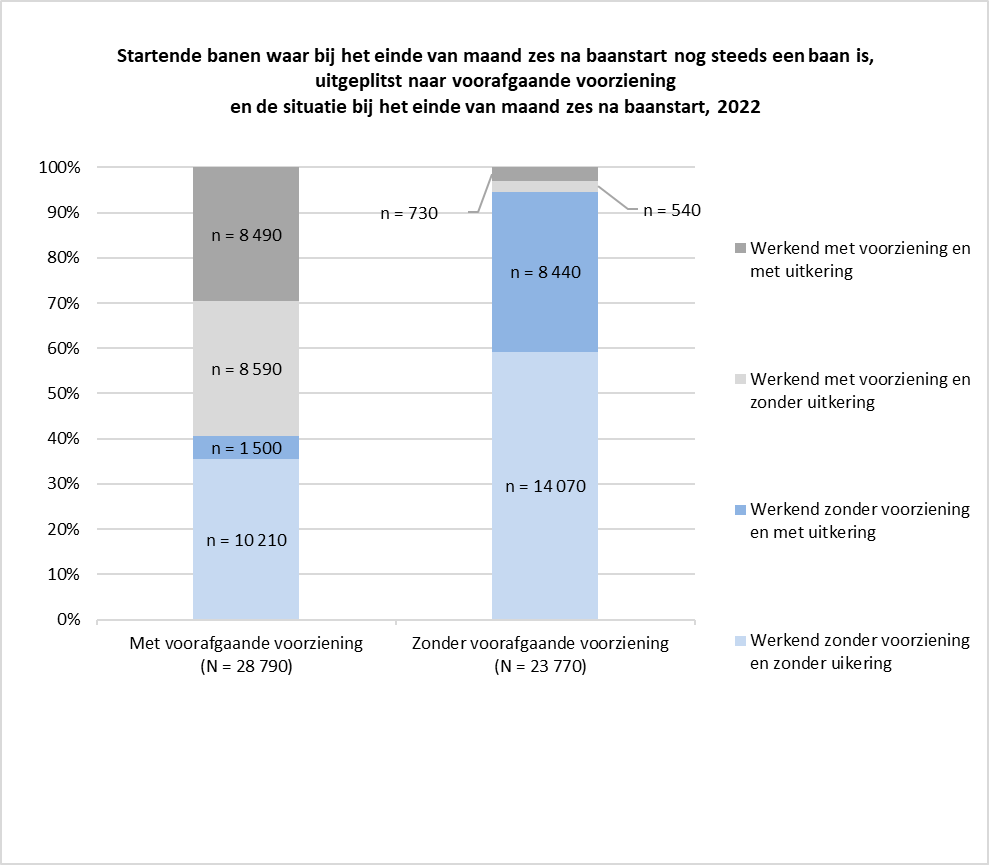 Startende banen waar bij het einde van maand zes na baanstart nog steeds een baan is,
uitgeplitst naar voorafgaande voorziening
en de situatie bij het einde van maand zes na baanstart, 2022
100%
90%
80%
70%
60%
50%
40%
30%
20%
10%
0%
n = 8 490
n = 8 590
n = 1 500
n = 10 210
n = 730
n = 540
n = 8 440
n = 14 070
Met voorafgaande voorziening
(N = 28 790)
Zonder voorafgaande voorziening
(N = 23 770)
Werkend met voorziening en
met uitkering
Werkend met voorziening en
zonder uitkering
Werkend zonder voorziening
en met uitkering
Werkend zonder voorziening
en zonder uikering